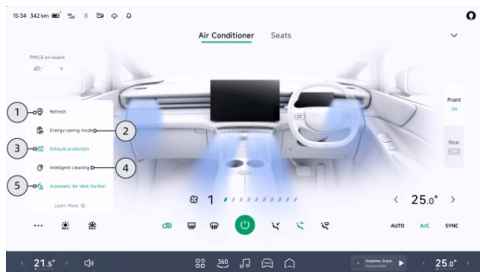 15:34 342 km
Air Conditioner Seats
PM2.5 on-board
1 Refresh
Front
ON
2 Energy-saving mode
3 Exhaust protection
Rear
4 Intelligent cleaning
5 Automatic Air Vent Control
Learn More
1
25.0°
AUTO A/C SYNC
21.5°
360
25.0°